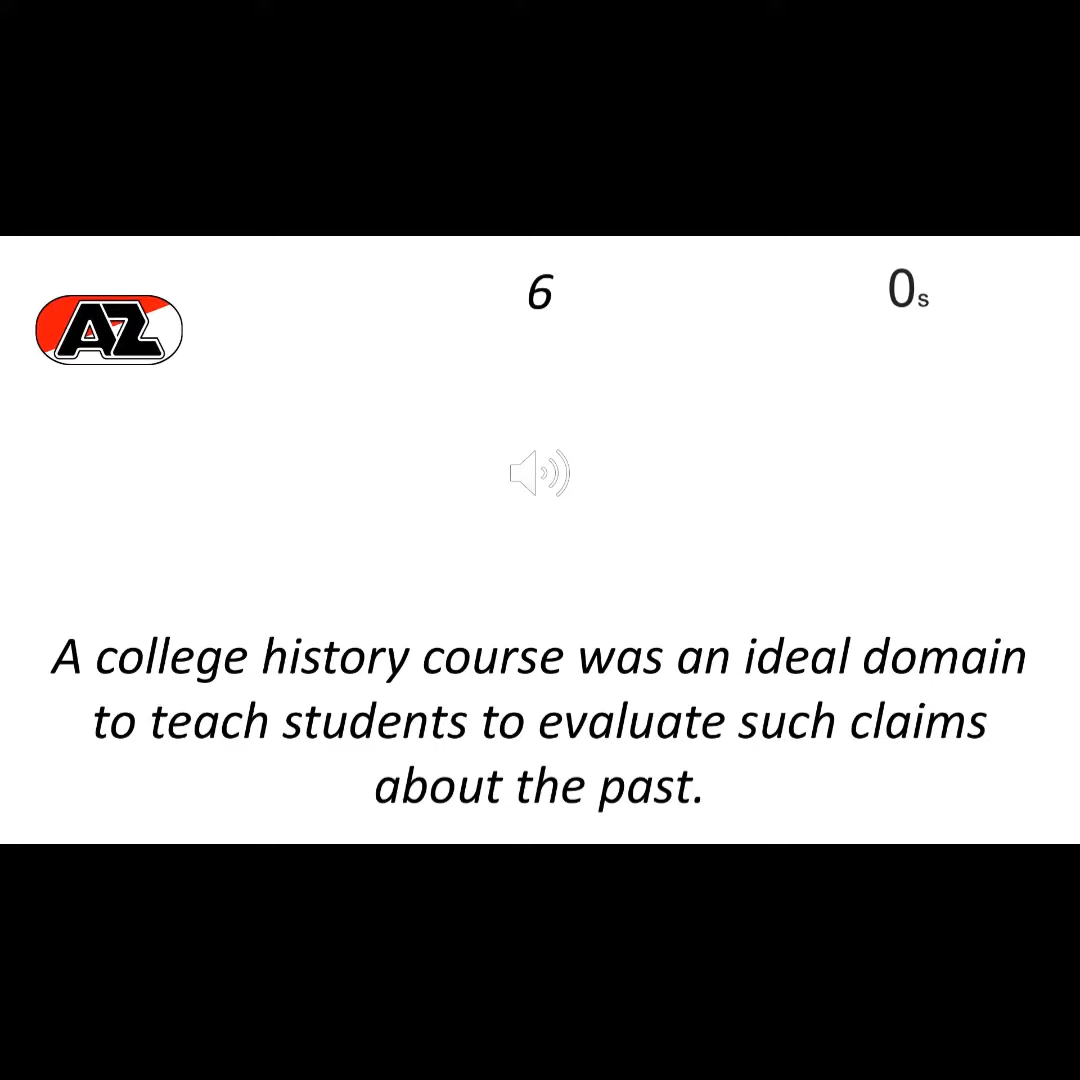 AZ
6
0s
A college history course was an ideal domain
to teach students to evaluate such claims
about the past.